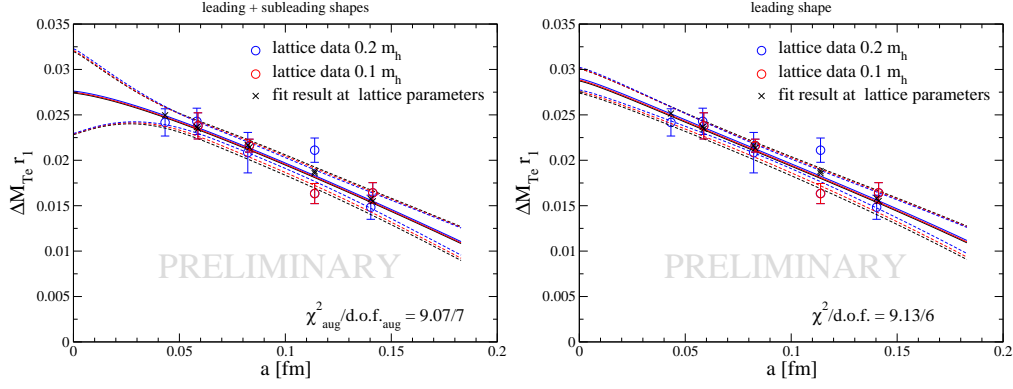 leading + subleading shapes
0.035
0.03
0.025
0.02
0.015
0.01
0.005
0
ΔM_Te r_1
lattice data 0.2 m_h
lattice data 0.1 m_h
fit result at lattice parameters
PRELIMINARY
χ²_aug/d.o.f._aug = 9.07/7
0 0.05 0.1 0.15 0.2
a [fm]
leading shape
0.035
0.03
0.025
0.02
0.015
0.01
0.005
0
ΔM_Te r_1
lattice data 0.2 m_h
lattice data 0.1 m_h
fit result at lattice parameters
PRELIMINARY
χ²/d.o.f. = 9.13/6
0 0.05 0.1 0.15 0.2
a [fm]